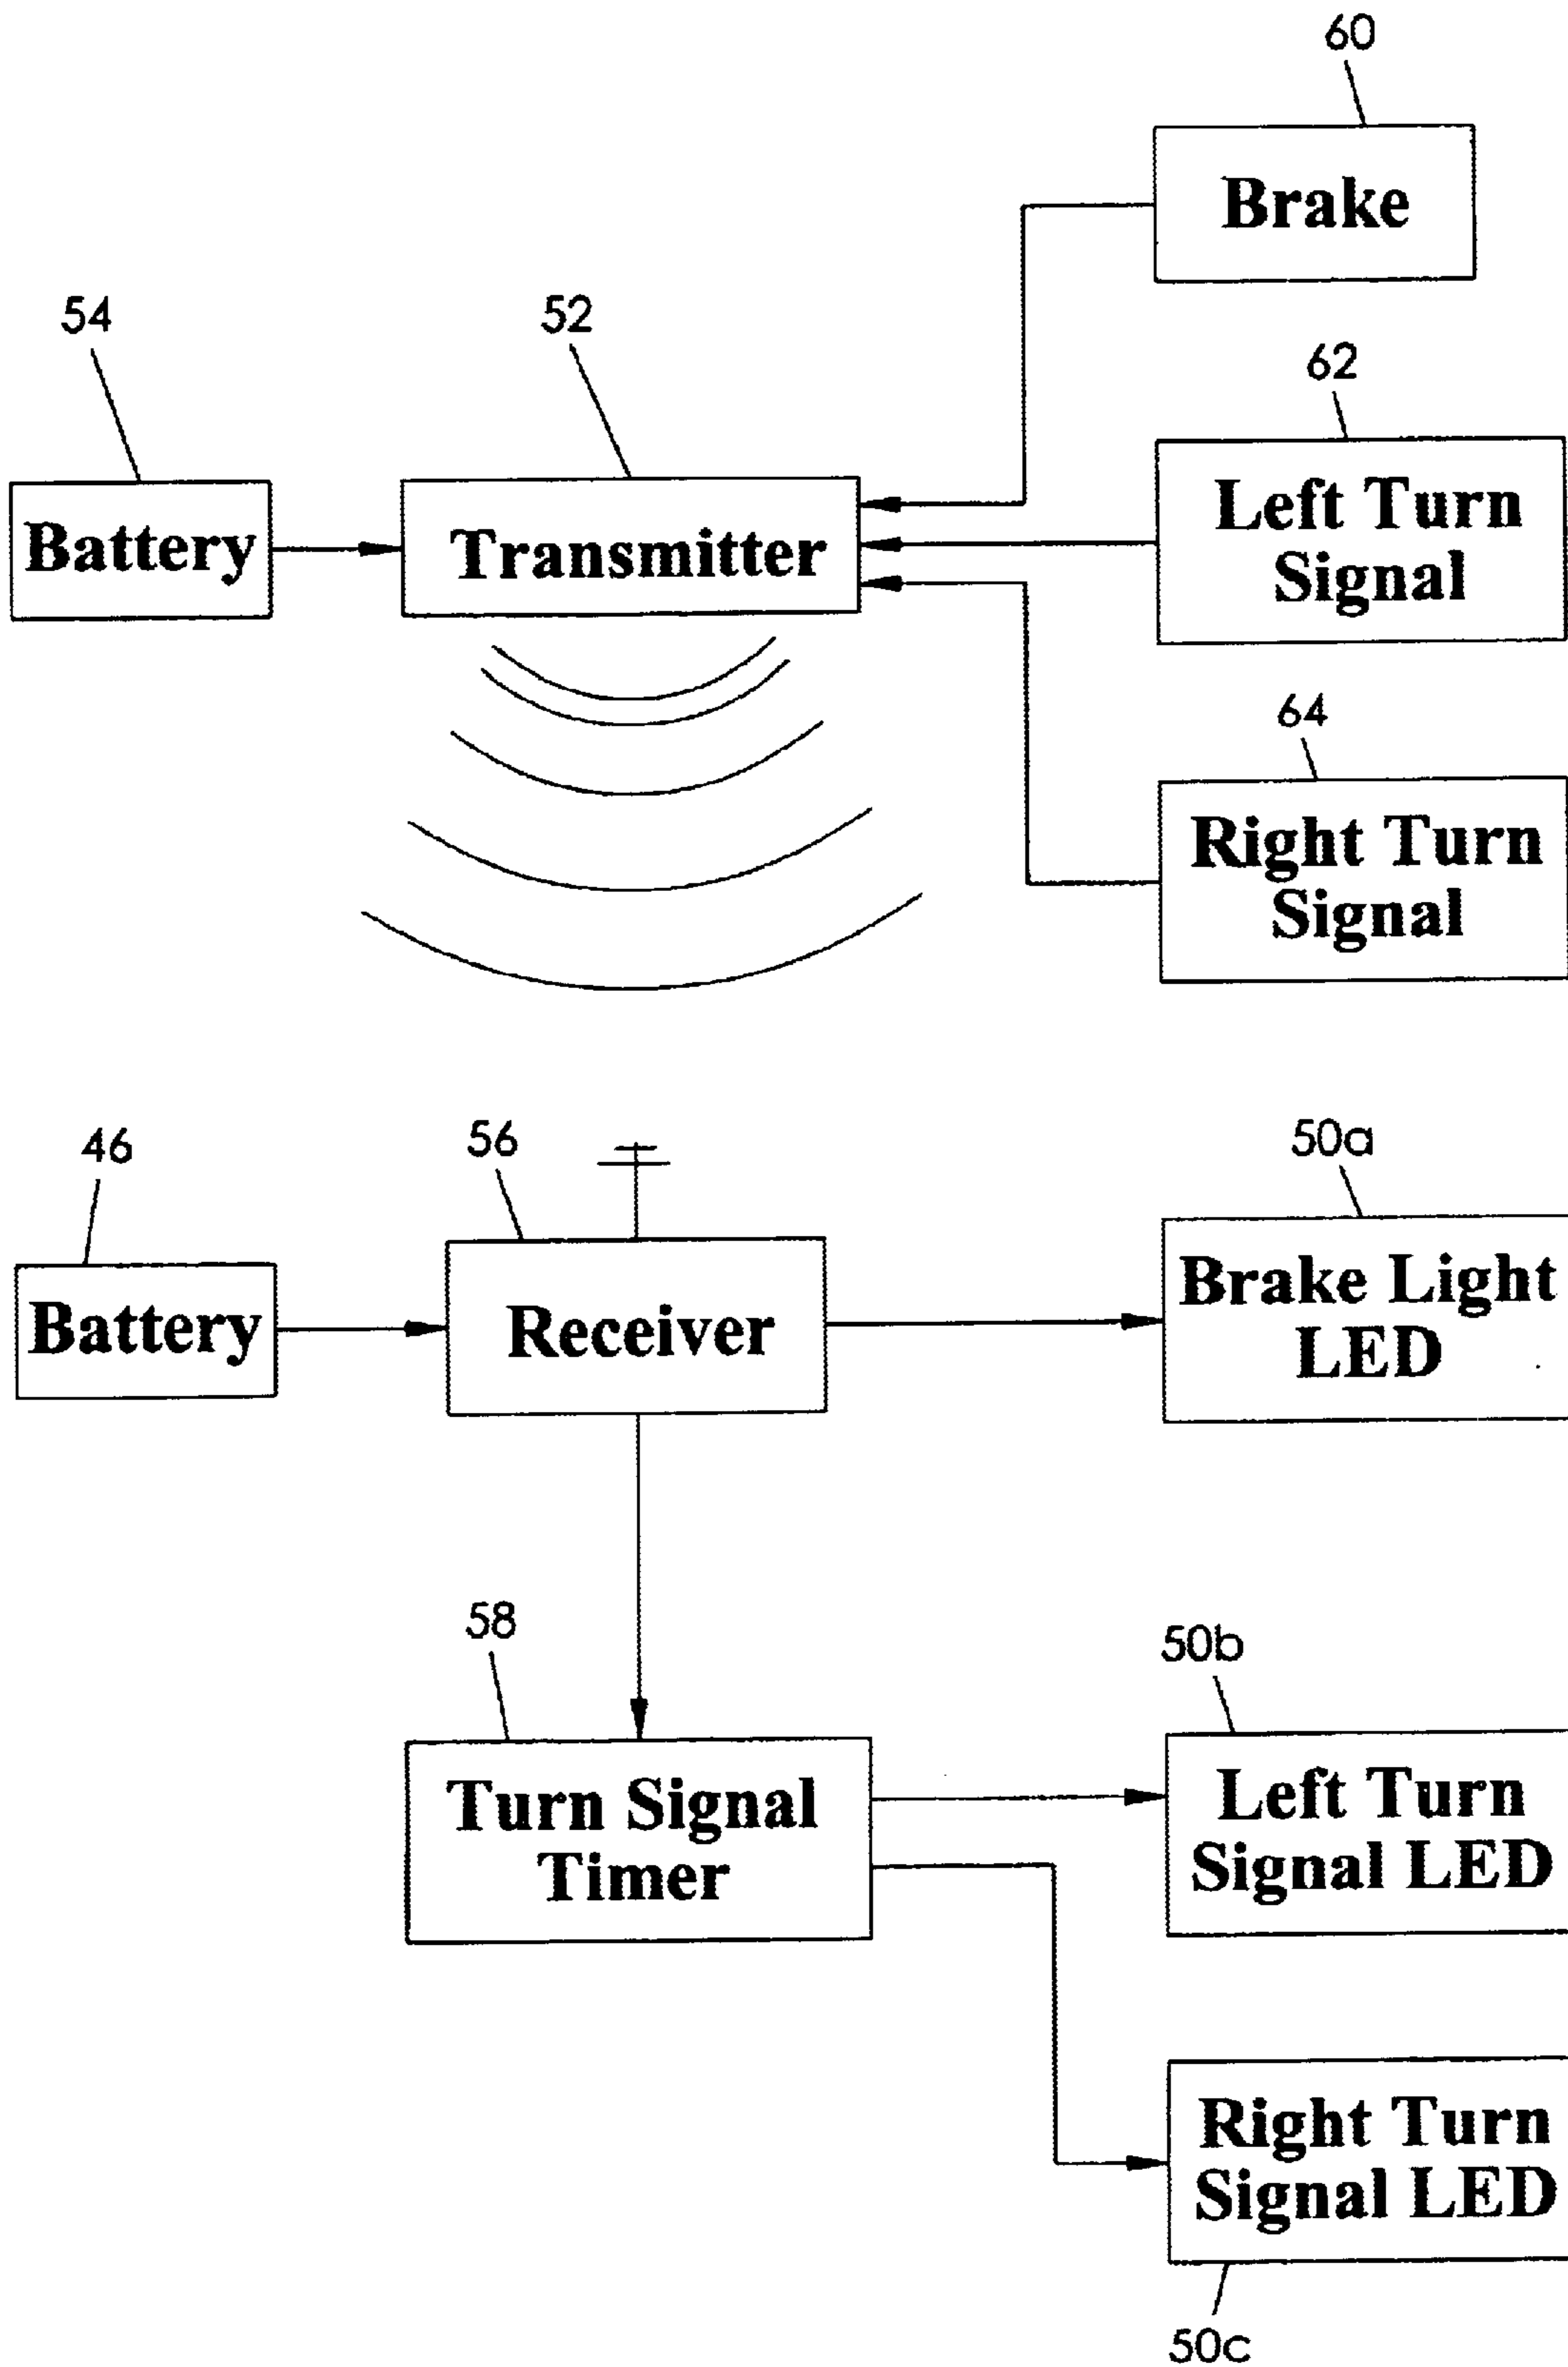 60
Brake
54
52
62
Battery
Transmitter
Left Turn
Signal
64
Right Turn
Signal
46
56
50a
Battery
Receiver
Brake Light
LED
58
50b
Turn Signal
Timer
Left Turn
Signal LED
Right Turn
Signal LED
50c